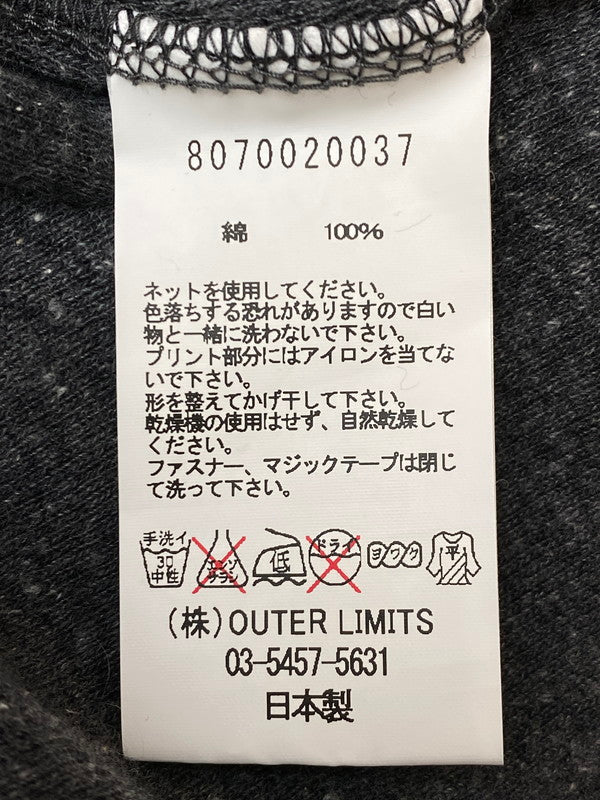 8070020037
綿 100%
ネットを使用してください。
色落ちする恐れがありますので白い
物と一緒に洗わないで下さい。
プリント部分にはアイロンを当てな
いで下さい。
形を整えてかげ干して下さい。
乾燥機の使用はせず、自然乾燥して
ください。
ファスナー、マジックテープは閉じ
て洗って下さい。
手洗イ 30 中性 エンソ サラシ 低 ドライ ヨワク 平
(株)OUTER LIMITS
03-5457-5631
日本製